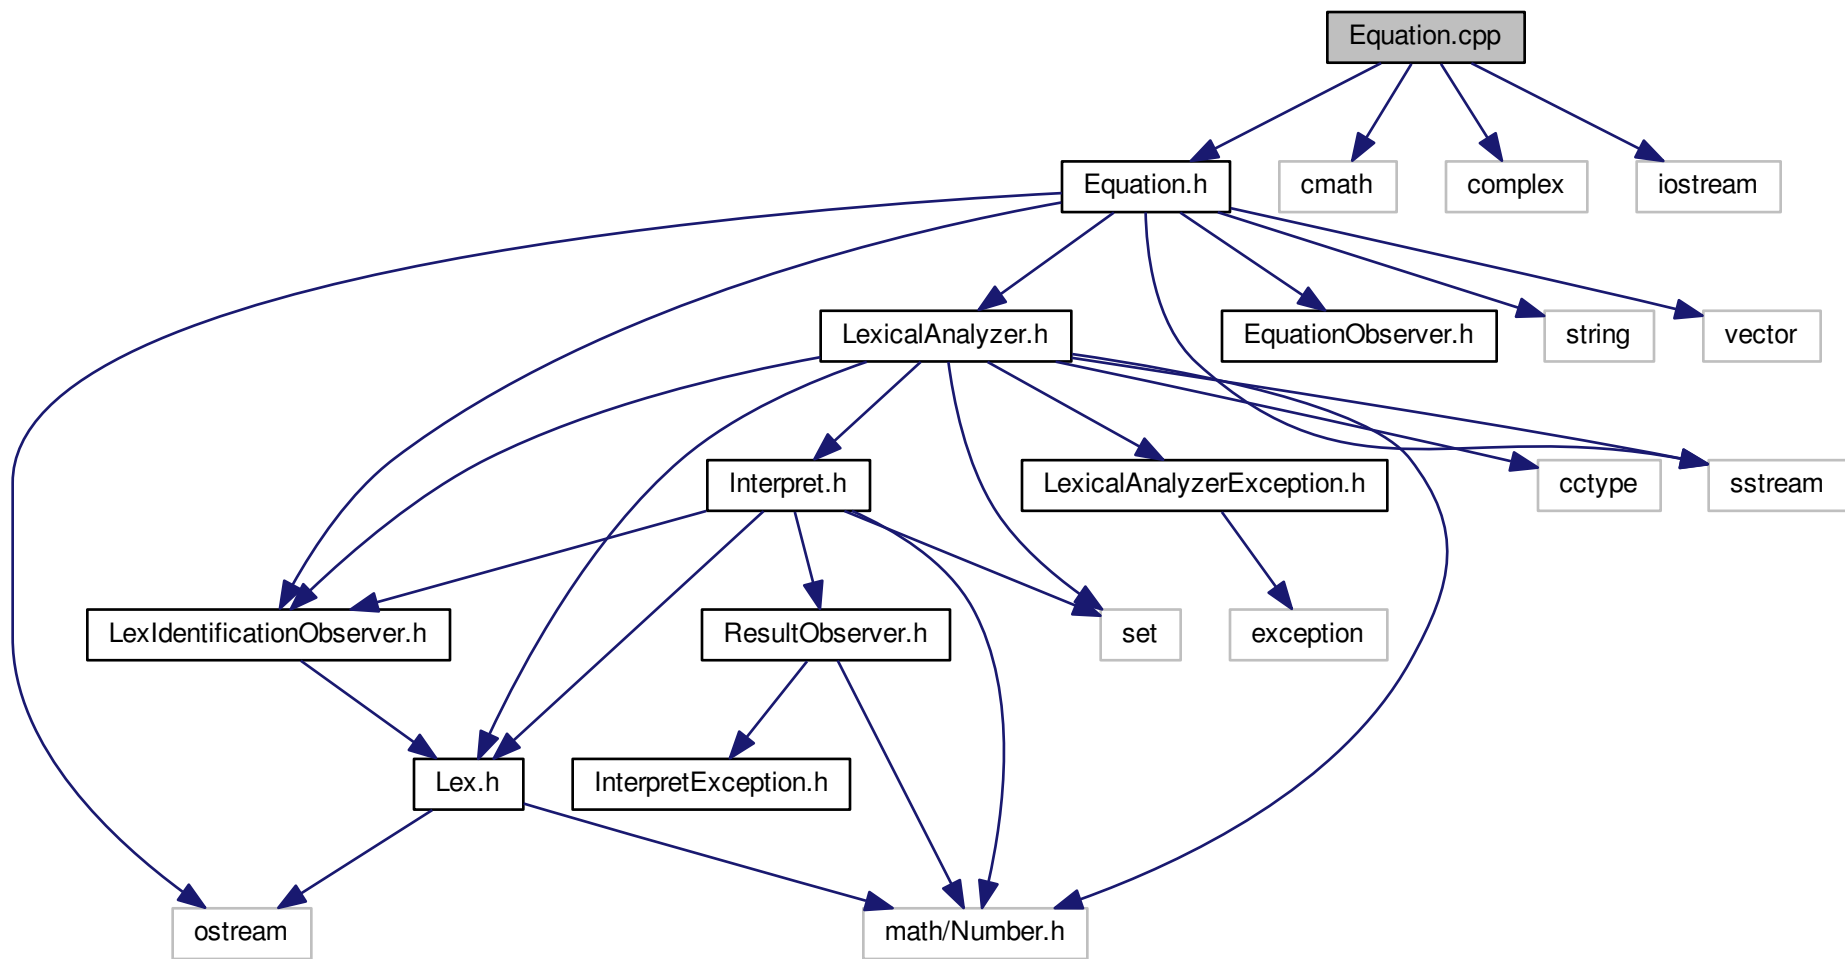 Equation.cpp
Equation.h
cmath
complex
iostream
LexicalAnalyzer.h
EquationObserver.h
string
vector
Interpret.h
LexicalAnalyzerException.h
cctype
sstream
LexIdentificationObserver.h
ResultObserver.h
set
exception
Lex.h
InterpretException.h
ostream
math/Number.h